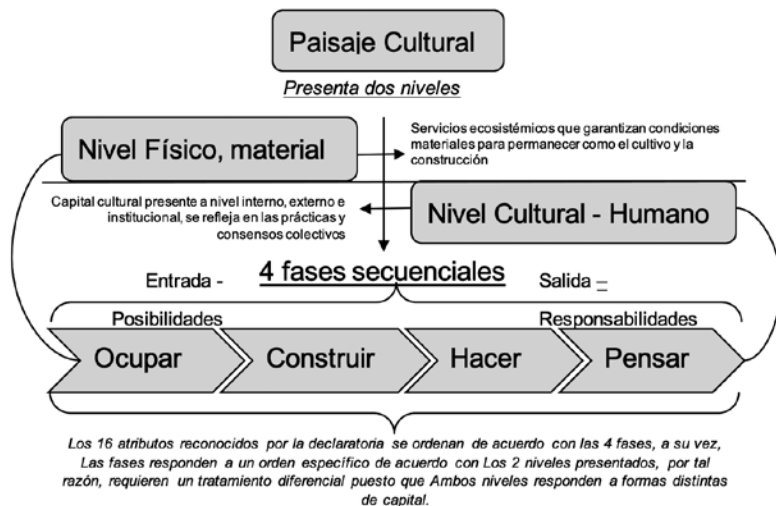 Paisaje Cultural
Presenta dos niveles
Nivel Físico, material
Servicios ecosistémicos que garantizan condiciones
materiales para permanecer como el cultivo y la
construcción
Capital cultural presente a nivel interno, externo e
institucional, se refleja en las prácticas y
consensos colectivos
Nivel Cultural - Humano
4 fases secuenciales
Entrada -
Salida –
Posibilidades
Responsabilidades
Ocupar
Construir
Hacer
Pensar
Los 16 atributos reconocidos por la declaratoria se ordenan de acuerdo con las 4 fases, a su vez,
Las fases responden a un orden específico de acuerdo con Los 2 niveles presentados, por tal
razón, requieren un tratamiento diferencial puesto que Ambos niveles responden a formas distintas
de capital.